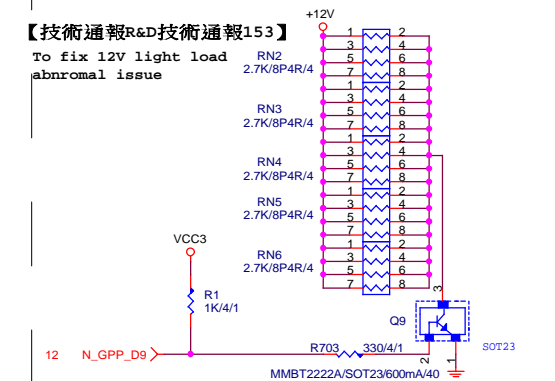 【技術通報R&D技術通報153】
To fix 12V light load
abnromal issue
+12V
1 2
3 4
RN2 5 6
2.7K/8P4R/4 7 8
1 2
3 4
RN3 5 6
2.7K/8P4R/4 7 8
1 2
3 4
RN4 5 6
2.7K/8P4R/4 7 8
1 2
3 4
RN5 5 6
2.7K/8P4R/4 7 8
1 2
3 4
RN6 5 6
2.7K/8P4R/4 7 8
VCC3
R1
1K/4/1
3
Q9
SOT23
12 N_GPP_D9
R703 330/4/1
2 1
MMBT2222A/SOT23/600mA/40